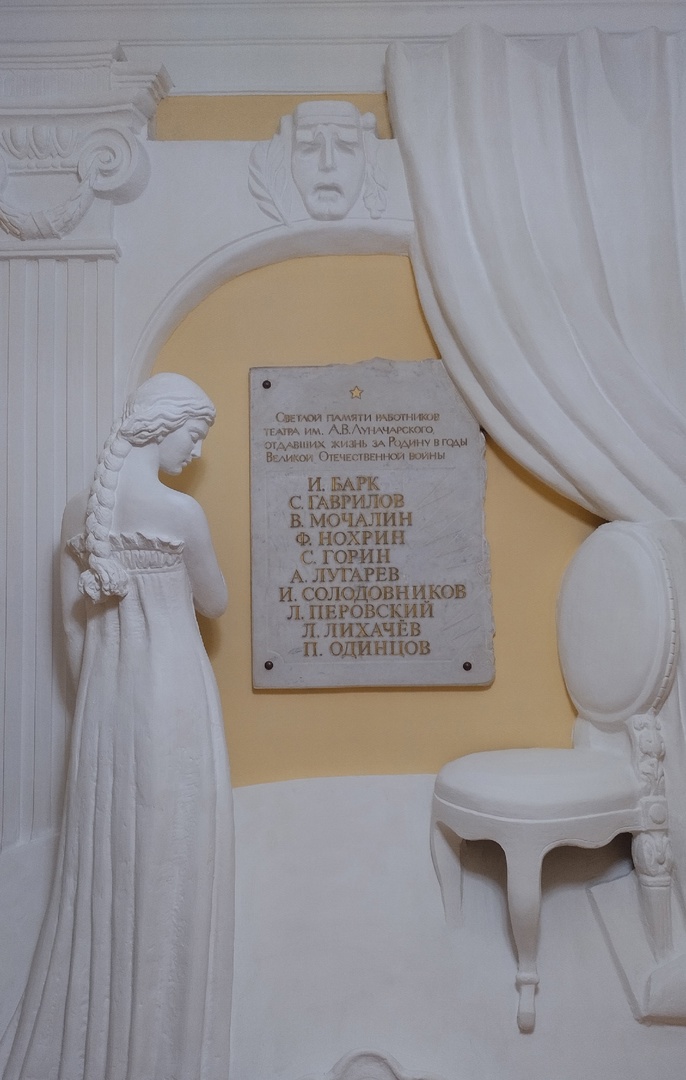 Светлой памяти работников
театра им. А.В.Луначарского,
отдавших жизнь за Родину в годы
Великой Отечественной войны
И. БАРК
С. ГАВРИЛОВ
В. МОЧАЛИН
Ф. НОХРИН
С. ГОРИН
А. ЛУГАРЕВ
И. СОЛОДОВНИКОВ
Л. ПЕРОВСКИЙ
Л. ЛИХАЧЁВ
П. ОДИНЦОВ